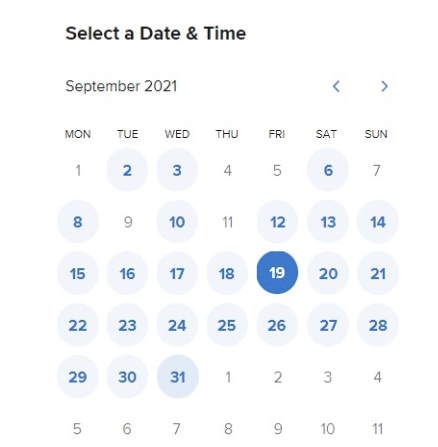 Select a Date & Time
September 2021
MON TUE WED THU FRI SAT SUN
1 2 3 4 5 6 7
8 9 10 11 12 13 14
15 16 17 18 19 20 21
22 23 24 25 26 27 28
29 30 31 1 2 3 4
5 6 7 8 9 10 11